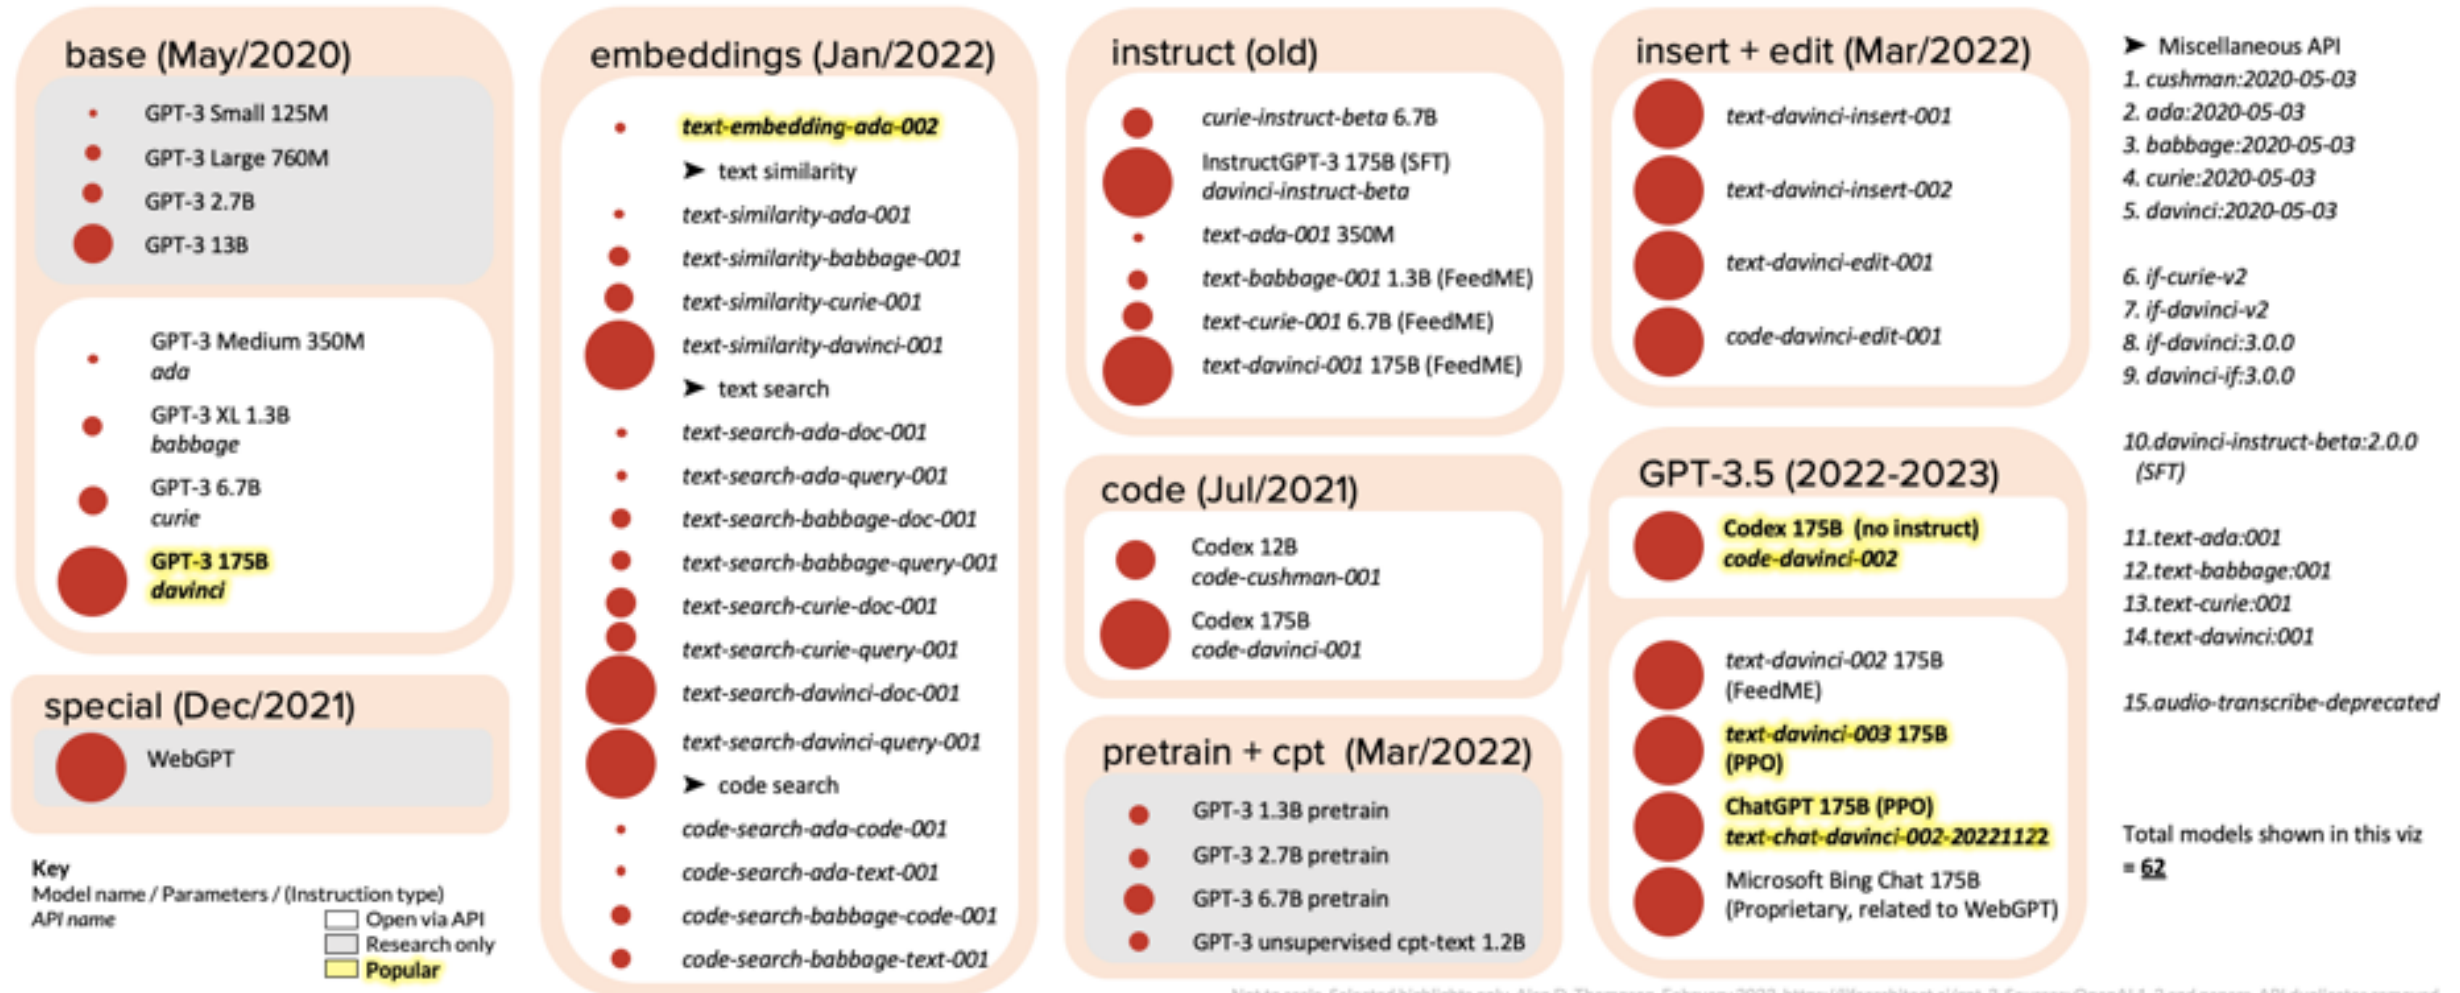 base (May/2020)
GPT-3 Small 125M
GPT-3 Large 760M
GPT-3 2.7B
GPT-3 13B
GPT-3 Medium 350M
ada
GPT-3 XL 1.3B
babbage
GPT-3 6.7B
curie
GPT-3 175B
davinci
special (Dec/2021)
WebGPT
Key
Model name / Parameters / (Instruction type)
API name
Open via API
Research only
Popular
embeddings (Jan/2022)
text-embedding-ada-002
➤ text similarity
text-similarity-ada-001
text-similarity-babbage-001
text-similarity-curie-001
text-similarity-davinci-001
➤ text search
text-search-ada-doc-001
text-search-ada-query-001
text-search-babbage-doc-001
text-search-babbage-query-001
text-search-curie-doc-001
text-search-curie-query-001
text-search-davinci-doc-001
text-search-davinci-query-001
➤ code search
code-search-ada-code-001
code-search-ada-text-001
code-search-babbage-code-001
code-search-babbage-text-001
instruct (old)
curie-instruct-beta 6.7B
InstructGPT-3 175B (SFT)
davinci-instruct-beta
text-ada-001 350M
text-babbage-001 1.3B (FeedME)
text-curie-001 6.7B (FeedME)
text-davinci-001 175B (FeedME)
code (Jul/2021)
Codex 12B
code-cushman-001
Codex 175B
code-davinci-001
pretrain + cpt (Mar/2022)
GPT-3 1.3B pretrain
GPT-3 2.7B pretrain
GPT-3 6.7B pretrain
GPT-3 unsupervised cpt-text 1.2B
insert + edit (Mar/2022)
text-davinci-insert-001
text-davinci-insert-002
text-davinci-edit-001
code-davinci-edit-001
GPT-3.5 (2022-2023)
Codex 175B (no instruct)
code-davinci-002
text-davinci-002 175B
(FeedME)
text-davinci-003 175B
(PPO)
ChatGPT 175B (PPO)
text-chat-davinci-002-20221122
Microsoft Bing Chat 175B
(Proprietary, related to WebGPT)
➤ Miscellaneous API
1. cushman:2020-05-03
2. ada:2020-05-03
3. babbage:2020-05-03
4. curie:2020-05-03
5. davinci:2020-05-03
6. if-curie-v2
7. if-davinci-v2
8. if-davinci:3.0.0
9. davinci-if:3.0.0
10.davinci-instruct-beta:2.0.0
(SFT)
11.text-ada:001
12.text-babbage:001
13.text-curie:001
14.text-davinci:001
15.audio-transcribe-deprecated
Total models shown in this viz
= 62